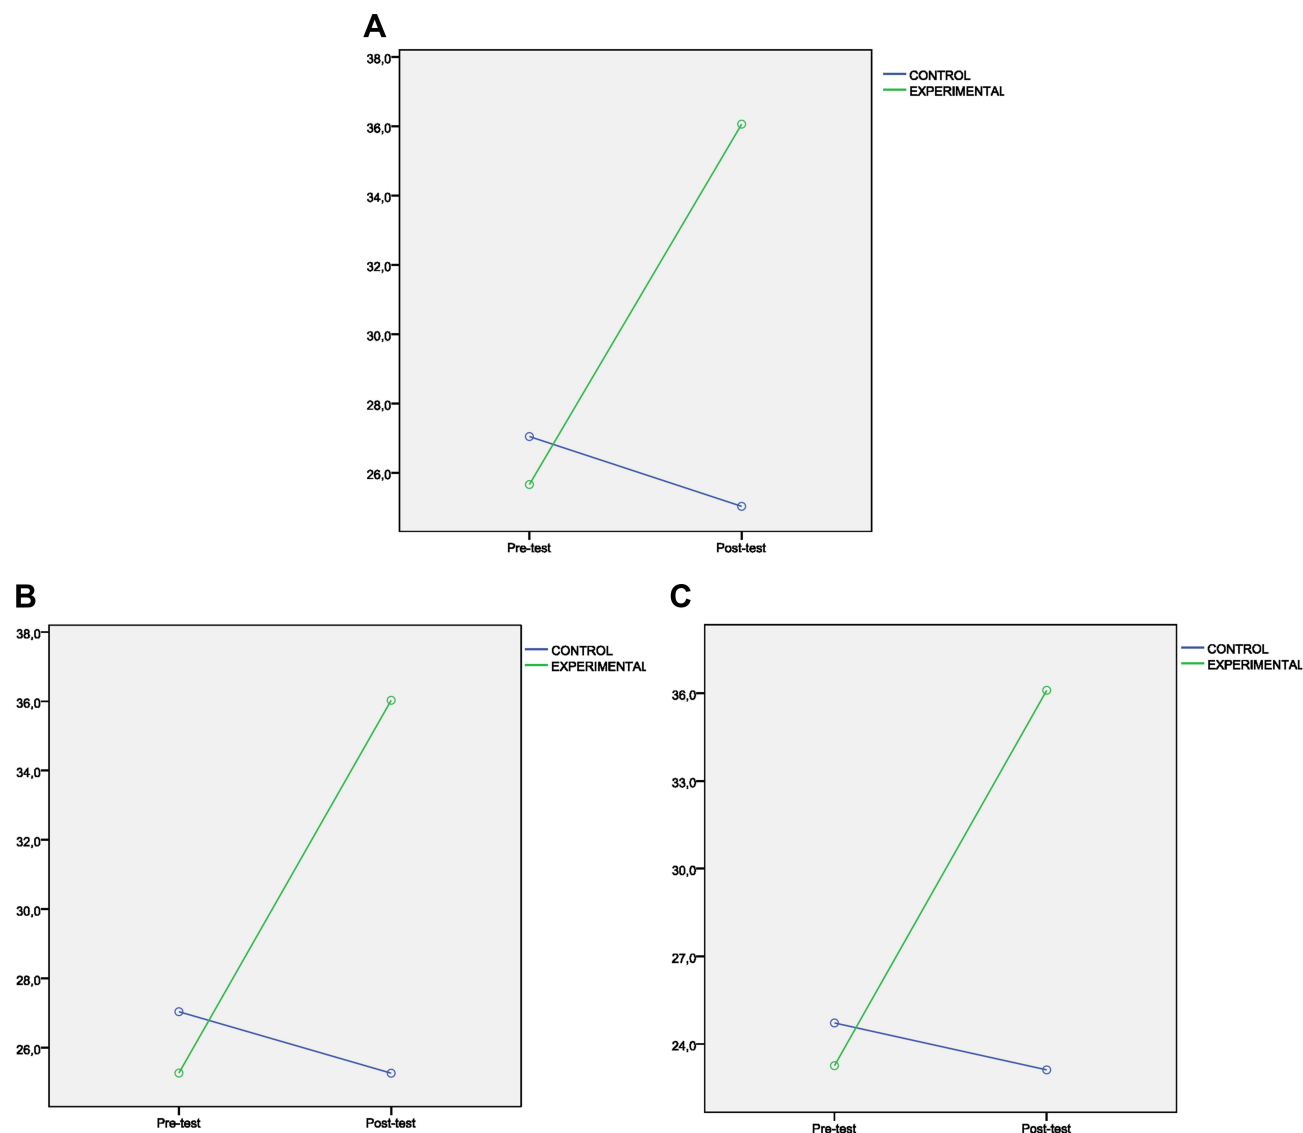 A
38,0
36,0
34,0
32,0
30,0
28,0
26,0
Pre-test
Post-test
CONTROL
EXPERIMENTAL
B
38,0
36,0
34,0
32,0
30,0
28,0
26,0
Pre-test
Post-test
CONTROL
EXPERIMENTAL
C
36,0
33,0
30,0
27,0
24,0
Pre-test
Post-test
CONTROL
EXPERIMENTAL